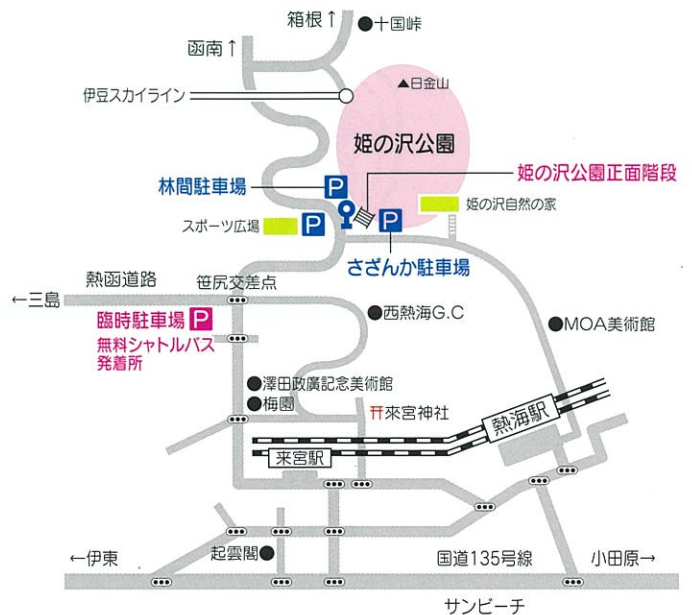 箱根↑
●十国峠
函南↑
▲日金山
伊豆スカイライン
姫の沢公園
林間駐車場
P
姫の沢公園正面階段
スポーツ広場
P
P
姫の沢自然の家
さざんか駐車場
熱函道路
笹尻交差点
←三島
臨時駐車場 P
無料シャトルバス
発着所
●西熱海G.C
●MOA美術館
●澤田政廣記念美術館
●梅園
来宮神社
熱海駅
来宮駅
←伊東
起雲閣●
国道135号線
小田原→
サンビーチ